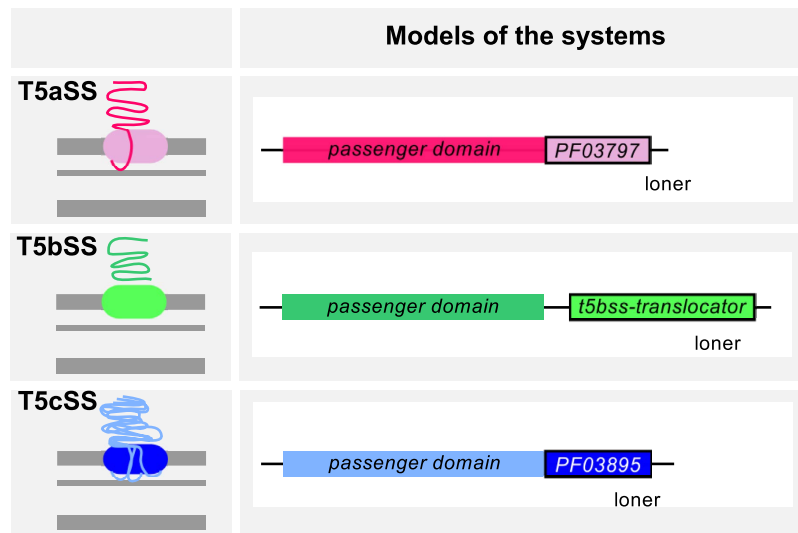 Models of the systems
T5aSS
passenger domain PF03797
loner
T5bSS
passenger domain t5bss-translocator
loner
T5cSS
passenger domain PF03895
loner